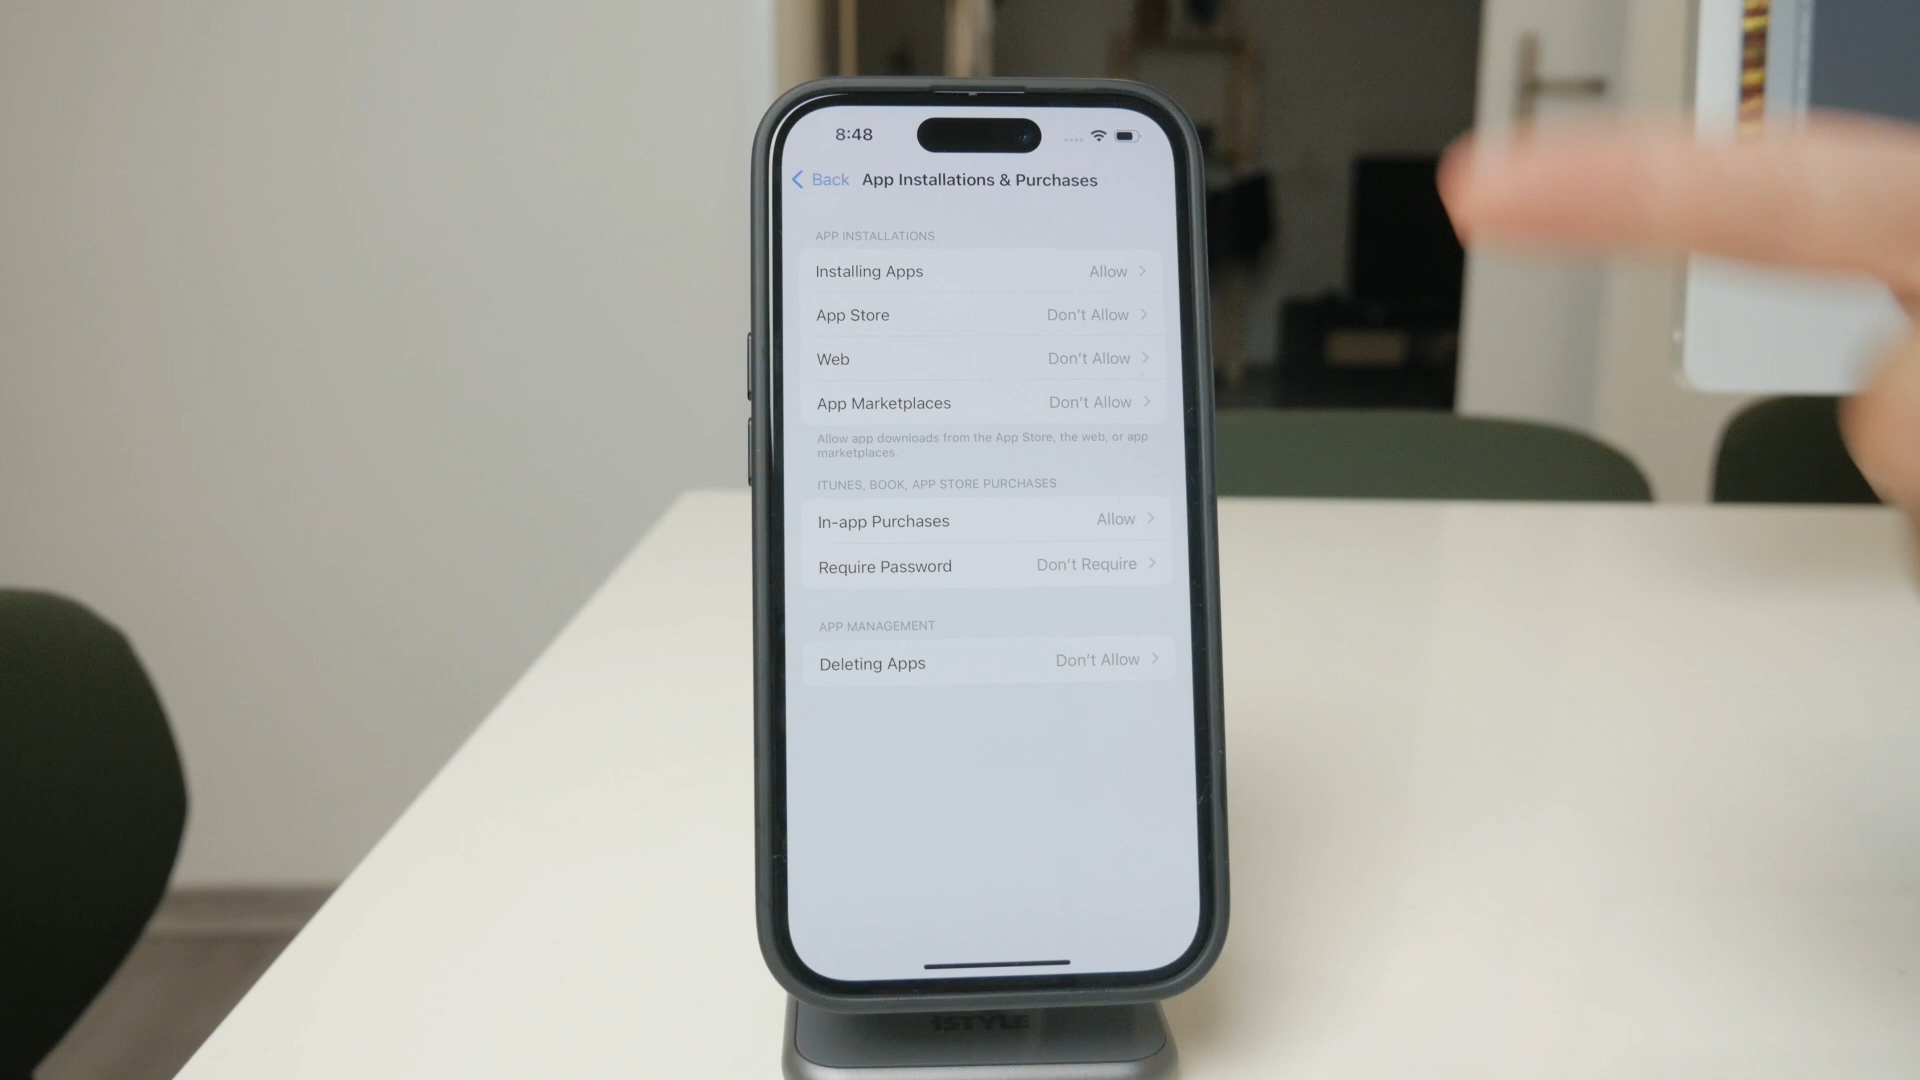 8:48
Back App Installations & Purchases
APP INSTALLATIONS
Installing Apps Allow
App Store Don't Allow
Web Don't Allow
App Marketplaces Don't Allow
Allow app downloads from the App Store, the web, or app
marketplaces.
ITUNES, BOOK, APP STORE PURCHASES
In-app Purchases Allow
Require Password Don't Require
APP MANAGEMENT
Deleting Apps Don't Allow
iSTYLE